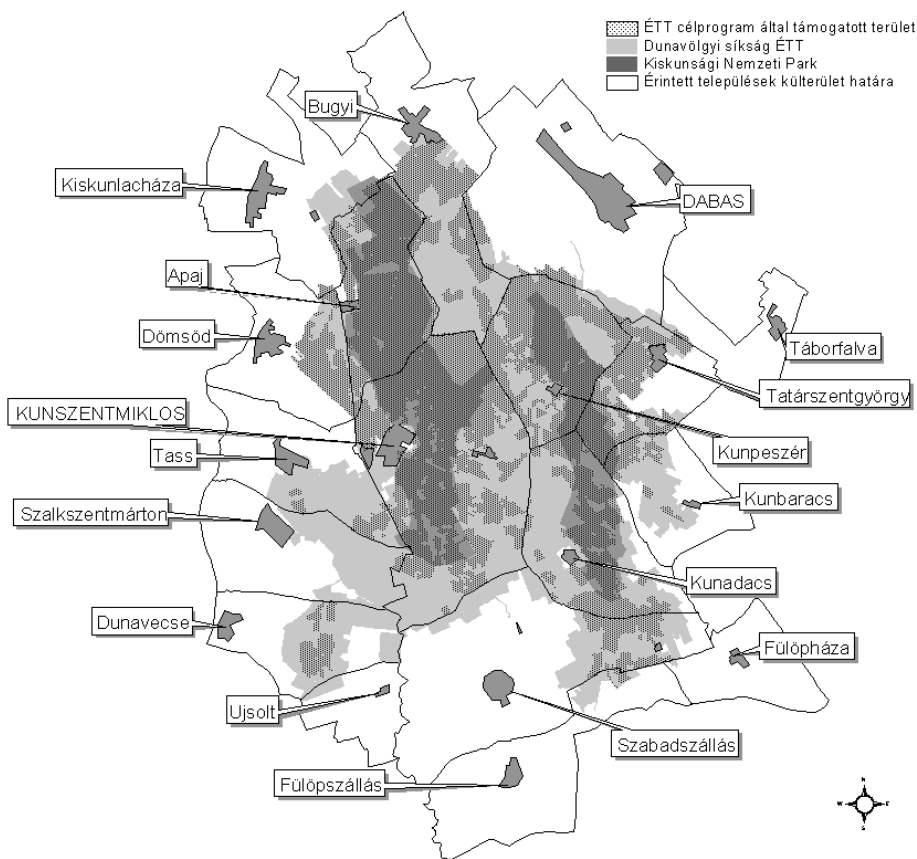 ÉTT célprogram által támogatott terület
Dunavölgyi síkság ÉTT
Kiskunsági Nemzeti Park
Érintett települések külterület határa
Bugyi
Kiskunlacháza
DABAS
Apaj
Dömsöd
Táborfalva
Tatárszentgyörgy
KUNSZENTMIKLOS
Kunpeszér
Tass
Kunbaracs
Szalkszentmárton
Kunadacs
Dunavecse
Fülöpháza
Ujsolt
Szabadszállás
Fülöpszállás
N
W E
S